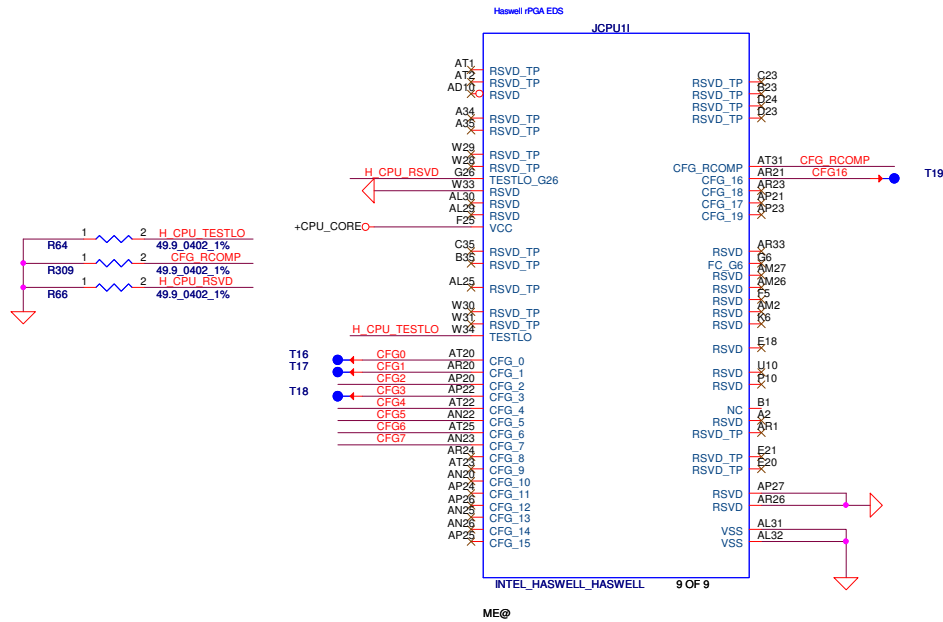 Haswell rPGA EDS
JCPU1I
AT1 RSVD_TP
AT2 RSVD_TP
AD10 RSVD
A34 RSVD_TP
A35 RSVD_TP
W29 RSVD_TP
W28 RSVD_TP
H_CPU_RSVD G26 TESTLO_G26
W33 RSVD
AL30 RSVD
AL29 RSVD
+CPU_CORE F25 VCC
C35 RSVD_TP
B35 RSVD_TP
AL25 RSVD_TP
W30 RSVD_TP
W31 RSVD_TP
H_CPU_TESTLO W34 TESTLO
T16 CFG0 AT20 CFG_0
T17 CFG1 AR20 CFG_1
CFG2 AP20 CFG_2
T18 CFG3 AP22 CFG_3
CFG4 AT22 CFG_4
CFG5 AN22 CFG_5
CFG6 AT25 CFG_6
CFG7 AN23 CFG_7
AR24 CFG_8
AT23 CFG_9
AN20 CFG_10
AP24 CFG_11
AP26 CFG_12
AN25 CFG_13
AN26 CFG_14
AP25 CFG_15
RSVD_TP C23
RSVD_TP B23
RSVD_TP D24
RSVD_TP D23
CFG_RCOMP AT31 CFG_RCOMP
CFG_16 AR21 CFG16 T19
CFG_18 AR23
CFG_17 AP21
CFG_19 AP23
RSVD AR33
FC_G6 G6
RSVD AM27
RSVD AM26
RSVD F5
RSVD AM2
RSVD K6
RSVD E18
RSVD U10
RSVD P10
NC B1
RSVD A2
RSVD_TP AR1
RSVD_TP E21
RSVD_TP E20
RSVD AP27
RSVD AR26
VSS AL31
VSS AL32
INTEL_HASWELL_HASWELL 9 OF 9
ME@
1 2 H_CPU_TESTLO
R64 49.9_0402_1%
1 2 CFG_RCOMP
R309 49.9_0402_1%
1 2 H_CPU_RSVD
R66 49.9_0402_1%